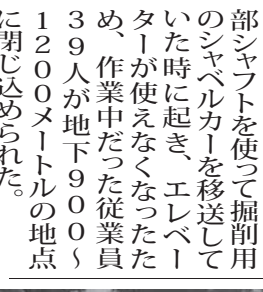 部シャフトを使って掘削用
のシャベルカーを移送して
いた時に起き、エレベー
ターが使えなくなったた
め、作業中だった従業員
39人が地下900〜
1200メートルの地点
に閉じ込められた。